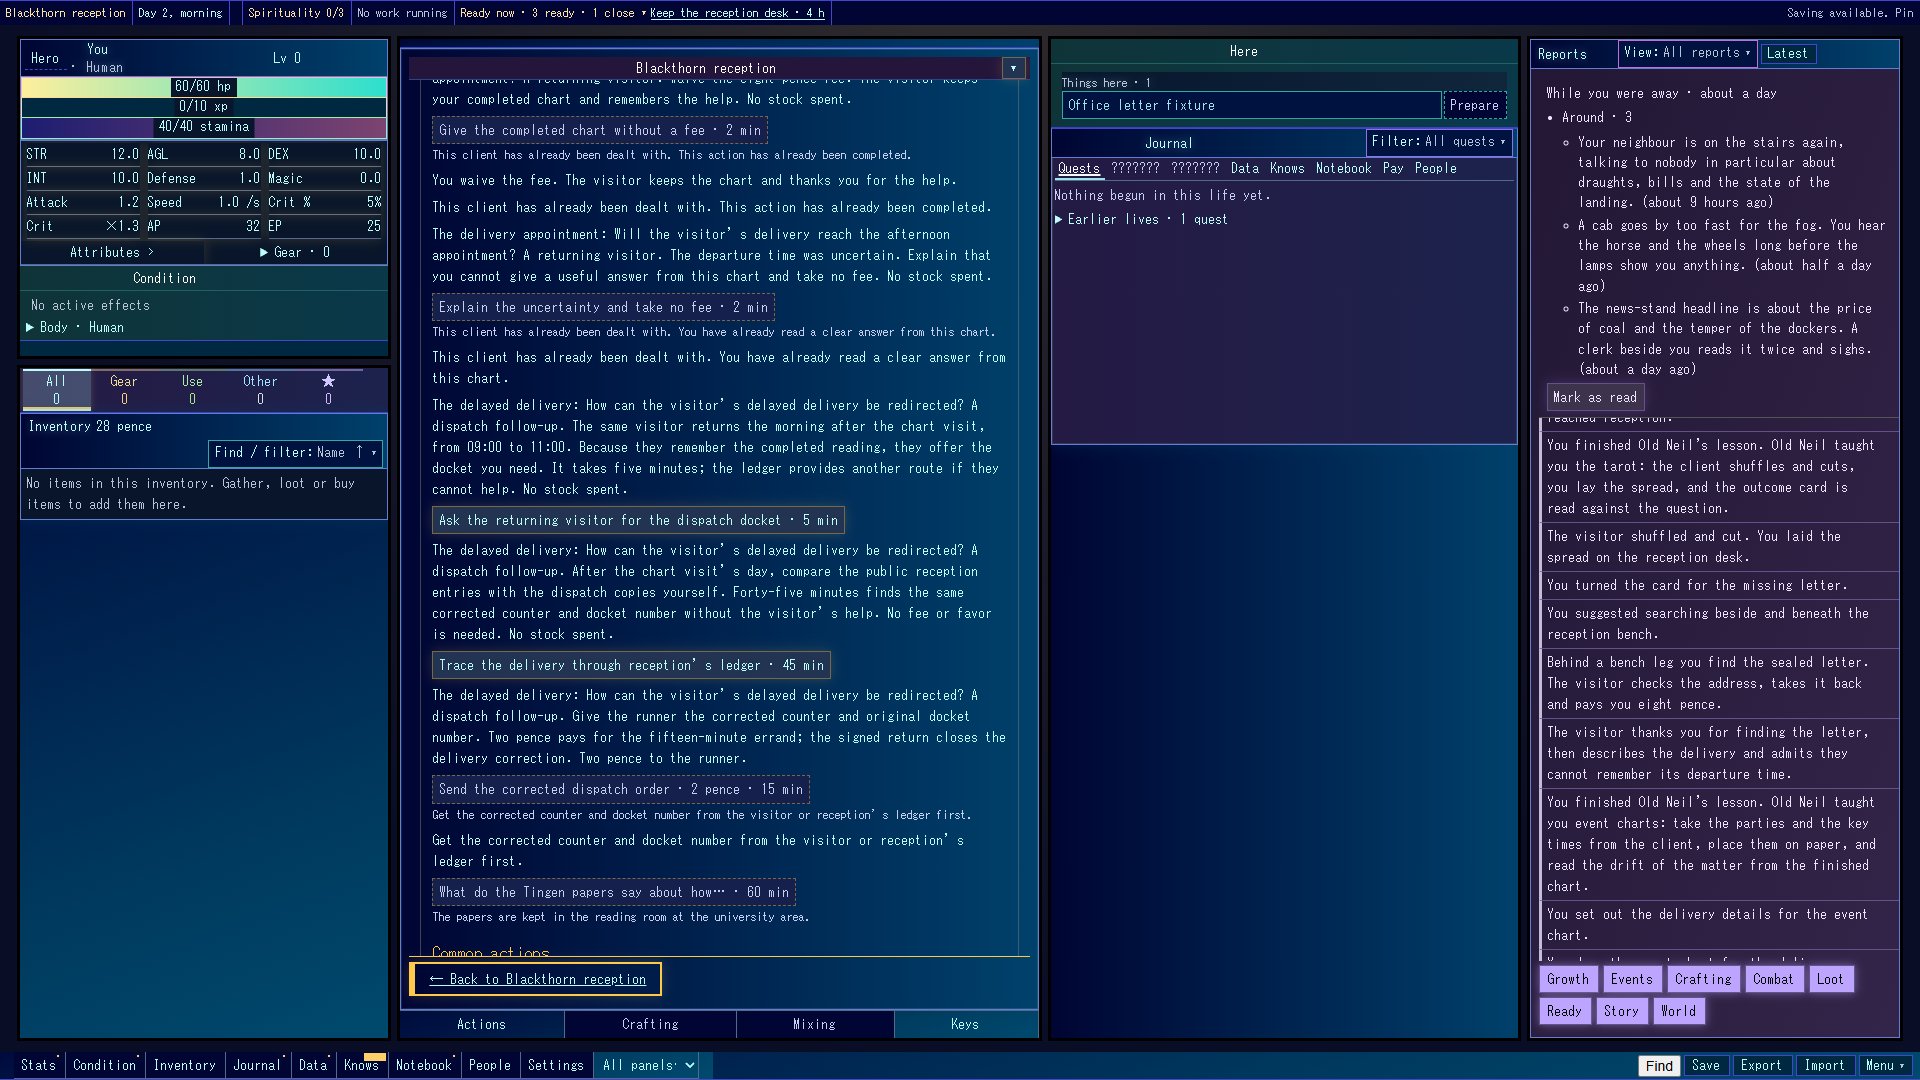 Blackthorn reception
Day 2, morning
Spirituality 0/3
No work running
Ready now · 3 ready · 1 close ▾ Keep the reception desk · 4 h
Saving available. Pin
Hero · You
Human
Lv 0
60/60 hp
0/10 xp
40/40 stamina
STR 12.0 AGL 8.0 DEX 10.0
INT 10.0 Defense 1.0 Magic 0.0
Attack 1.2 Speed 1.0 /s Crit % 5%
Crit ×1.3 AP 32 EP 25
Attributes >
▶ Gear · 0
Condition
No active effects
▶ Body · Human
All Gear Use Other ★
0 0 0 0 0
Inventory 28 pence
Find / filter: Name ↑ ▾
No items in this inventory. Gather, loot or buy
items to add them here.
Blackthorn reception
▾
your completed chart and remembers the help. No stock spent.
Give the completed chart without a fee · 2 min
This client has already been dealt with. This action has already been completed.
You waive the fee. The visitor keeps the chart and thanks you for the help.
This client has already been dealt with. This action has already been completed.
The delivery appointment: Will the visitor's delivery reach the afternoon
appointment? A returning visitor. The departure time was uncertain. Explain that
you cannot give a useful answer from this chart and take no fee. No stock spent.
Explain the uncertainty and take no fee · 2 min
This client has already been dealt with. You have already read a clear answer from this chart.
This client has already been dealt with. You have already read a clear answer from
this chart.
The delayed delivery: How can the visitor's delayed delivery be redirected? A
dispatch follow-up. The same visitor returns the morning after the chart visit,
from 09:00 to 11:00. Because they remember the completed reading, they offer the
docket you need. It takes five minutes; the ledger provides another route if they
cannot help. No stock spent.
Ask the returning visitor for the dispatch docket · 5 min
The delayed delivery: How can the visitor's delayed delivery be redirected? A
dispatch follow-up. After the chart visit's day, compare the public reception
entries with the dispatch copies yourself. Forty-five minutes finds the same
corrected counter and docket number without the visitor's help. No fee or favor
is needed. No stock spent.
Trace the delivery through reception's ledger · 45 min
The delayed delivery: How can the visitor's delayed delivery be redirected? A
dispatch follow-up. Give the runner the corrected counter and original docket
number. Two pence pays for the fifteen-minute errand; the signed return closes the
delivery correction. Two pence to the runner.
Send the corrected dispatch order · 2 pence · 15 min
Get the corrected counter and docket number from the visitor or reception's ledger first.
Get the corrected counter and docket number from the visitor or reception's
ledger first.
What do the Tingen papers say about how… · 60 min
The papers are kept in the reading room at the university area.
Common actions
← Back to Blackthorn reception
Actions Crafting Mixing Keys
Here
Things here · 1
Office letter fixture
Prepare
Journal
Filter: All quests ▾
Quests ??????? ??????? Data Knows Notebook Pay People
Nothing begun in this life yet.
▶ Earlier lives · 1 quest
Reports
View: All reports ▾
Latest
While you were away · about a day
• Around · 3
◦ Your neighbour is on the stairs again,
talking to nobody in particular about
draughts, bills and the state of the
landing. (about 9 hours ago)
◦ A cab goes by too fast for the fog. You hear
the horse and the wheels long before the
lamps show you anything. (about half a day
ago)
◦ The news-stand headline is about the price
of coal and the temper of the dockers. A
clerk beside you reads it twice and sighs.
(about a day ago)
Mark as read
reached reception.
You finished Old Neil's lesson. Old Neil taught
you the tarot: the client shuffles and cuts,
you lay the spread, and the outcome card is
read against the question.
The visitor shuffled and cut. You laid the
spread on the reception desk.
You turned the card for the missing letter.
You suggested searching beside and beneath the
reception bench.
Behind a bench leg you find the sealed letter.
The visitor checks the address, takes it back
and pays you eight pence.
The visitor thanks you for finding the letter,
then describes the delivery and admits they
cannot remember its departure time.
You finished Old Neil's lesson. Old Neil taught
you event charts: take the parties and the key
times from the client, place them on paper, and
read the drift of the matter from the finished
chart.
You set out the delivery details for the event
chart.
Growth Events Crafting Combat Loot
Ready Story World
Stats Condition Inventory Journal Data Knows Notebook People Settings All panels
Find Save Export Import Menu ▾